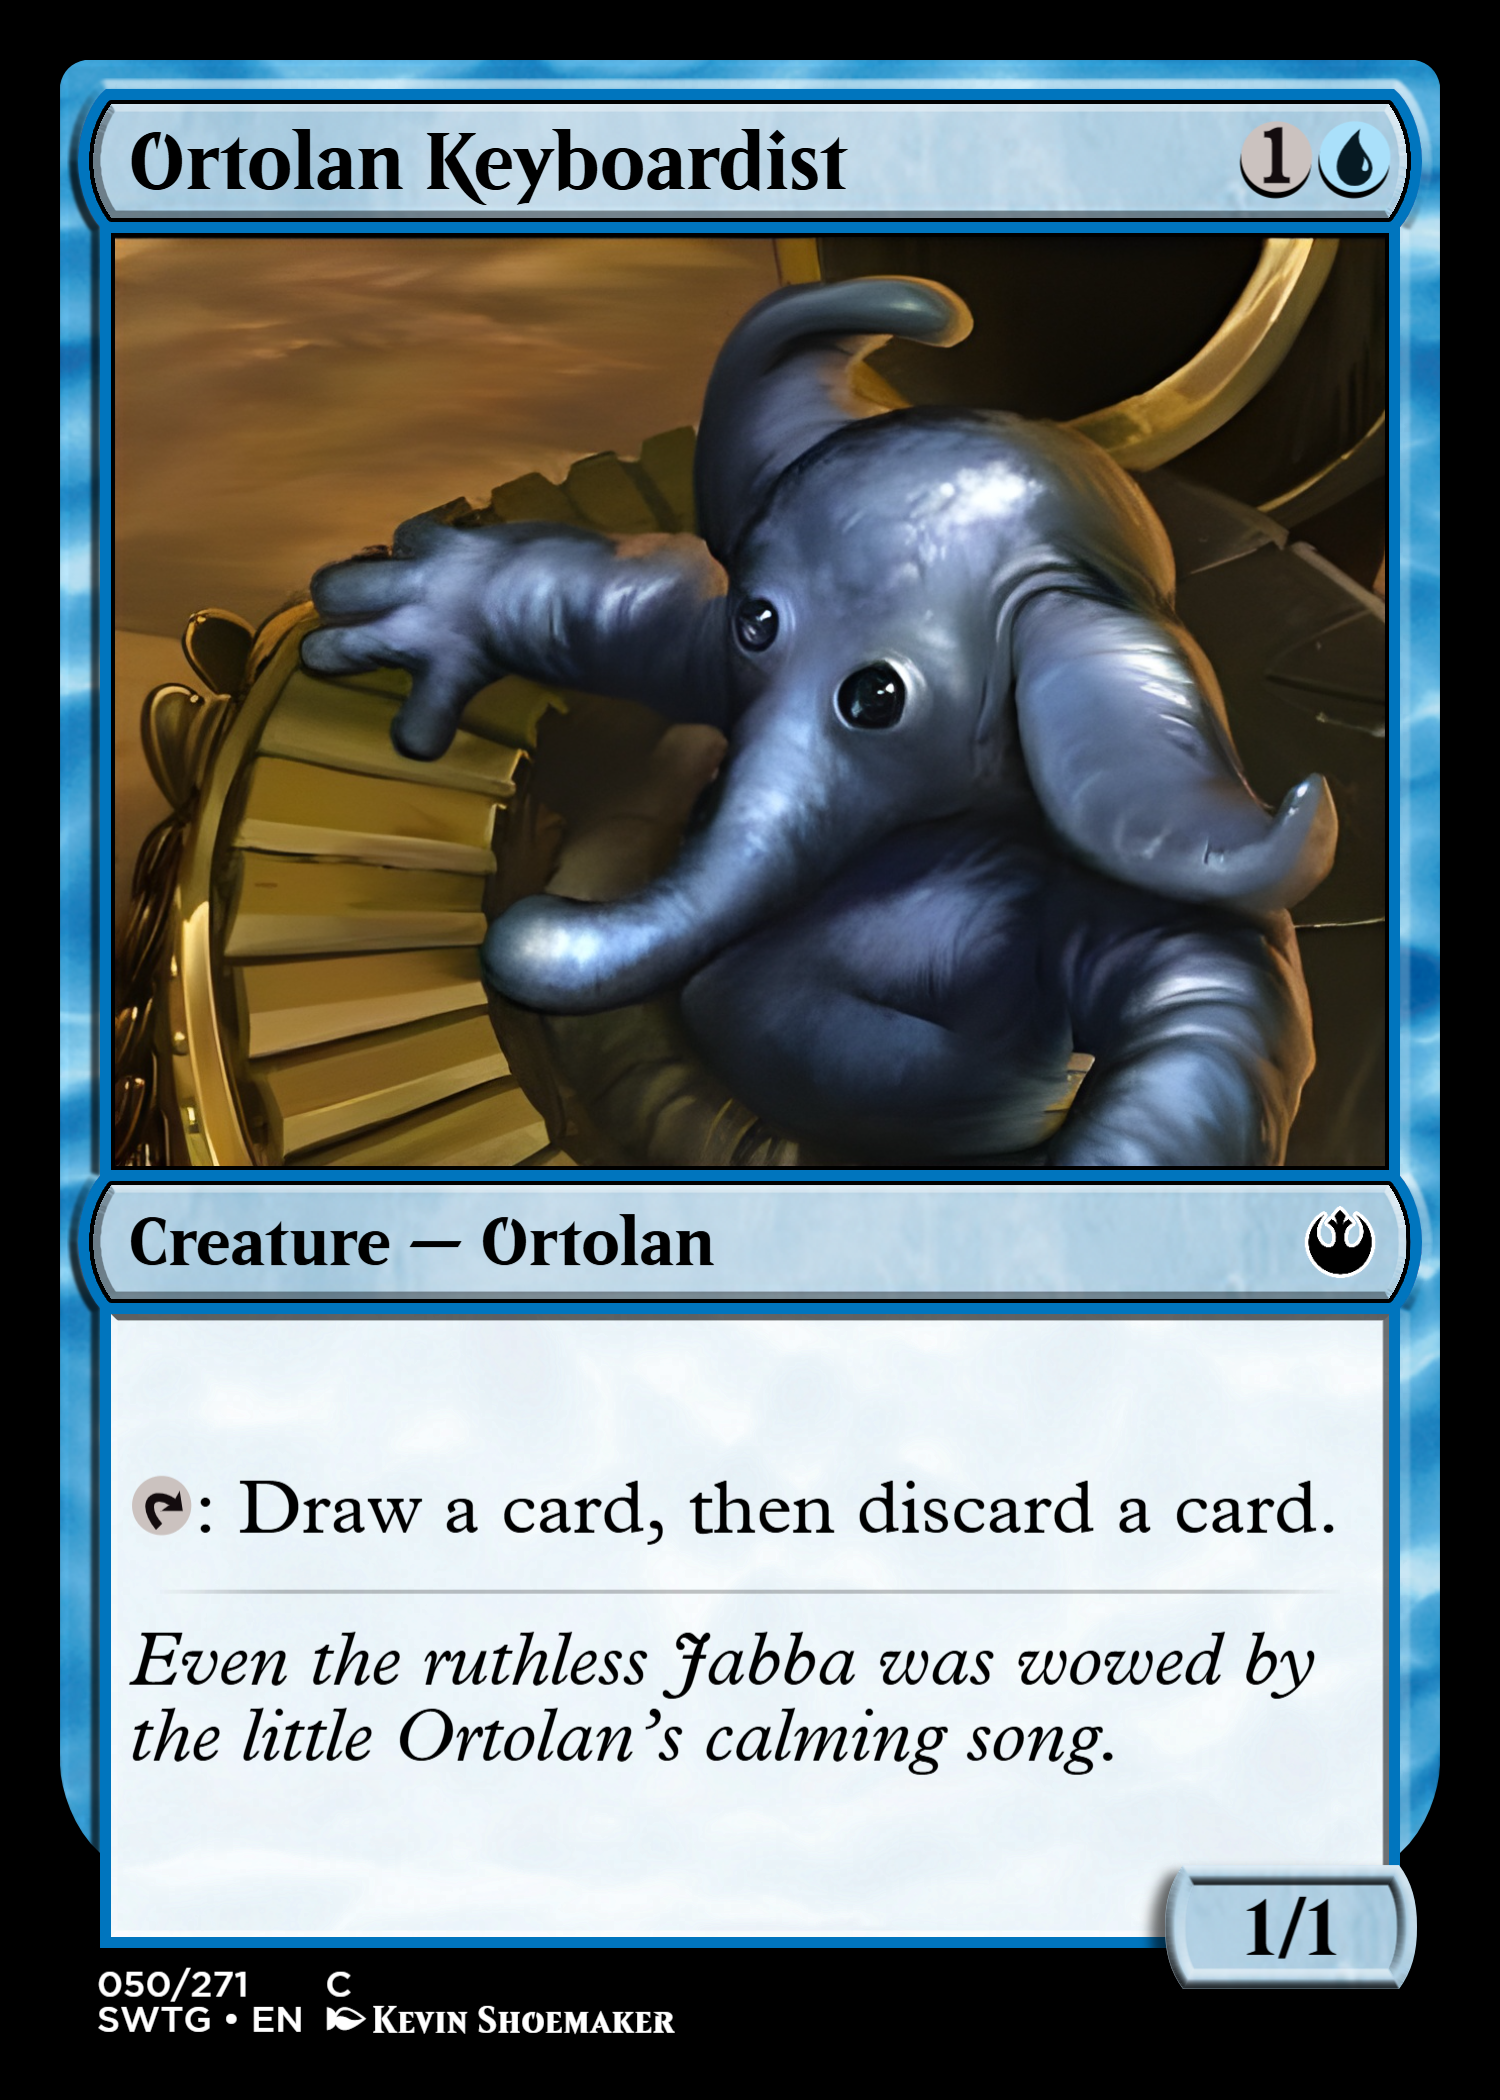 Ortolan Keyboardist 1
Creature — Ortolan
: Draw a card, then discard a card.
Even the ruthless Jabba was wowed by
the little Ortolan’s calming song.
1/1
050/271 C
SWTG • EN Kevin Shoemaker